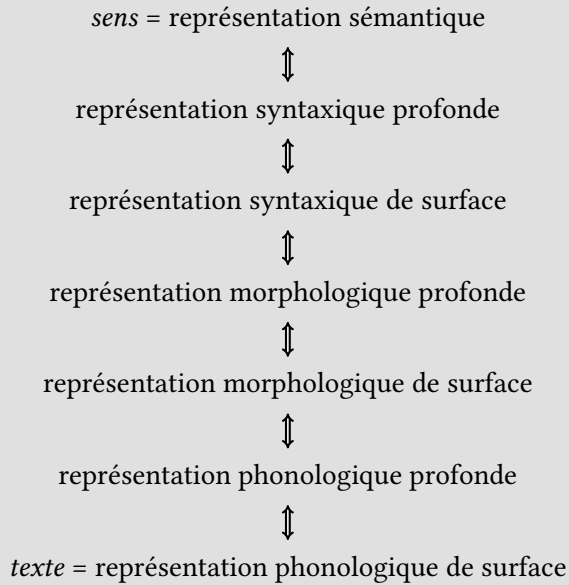 sens = représentation sémantique
⇕
représentation syntaxique profonde
⇕
représentation syntaxique de surface
⇕
représentation morphologique profonde
⇕
représentation morphologique de surface
⇕
représentation phonologique profonde
⇕
texte = représentation phonologique de surface